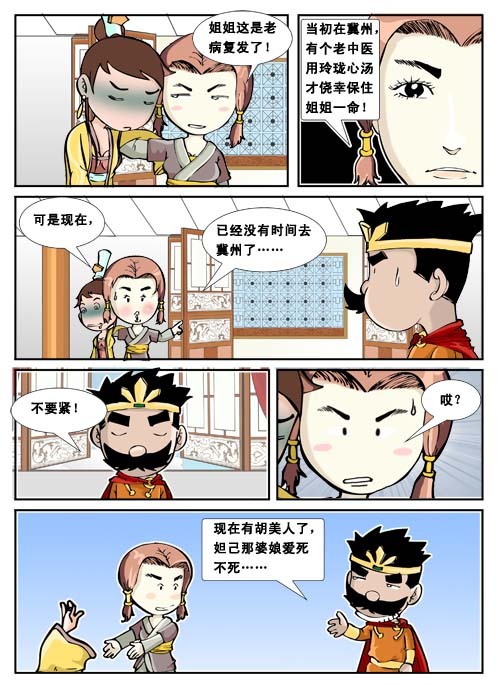 姐姐这是老
病复发了！
当初在冀州，
有个老中医
用玲珑心汤
才侥幸保住
姐姐一命！
可是现在，
已经没有时间去
冀州了……
不要紧！
哎？
现在有胡美人了，
妲己那婆娘爱死
不死……